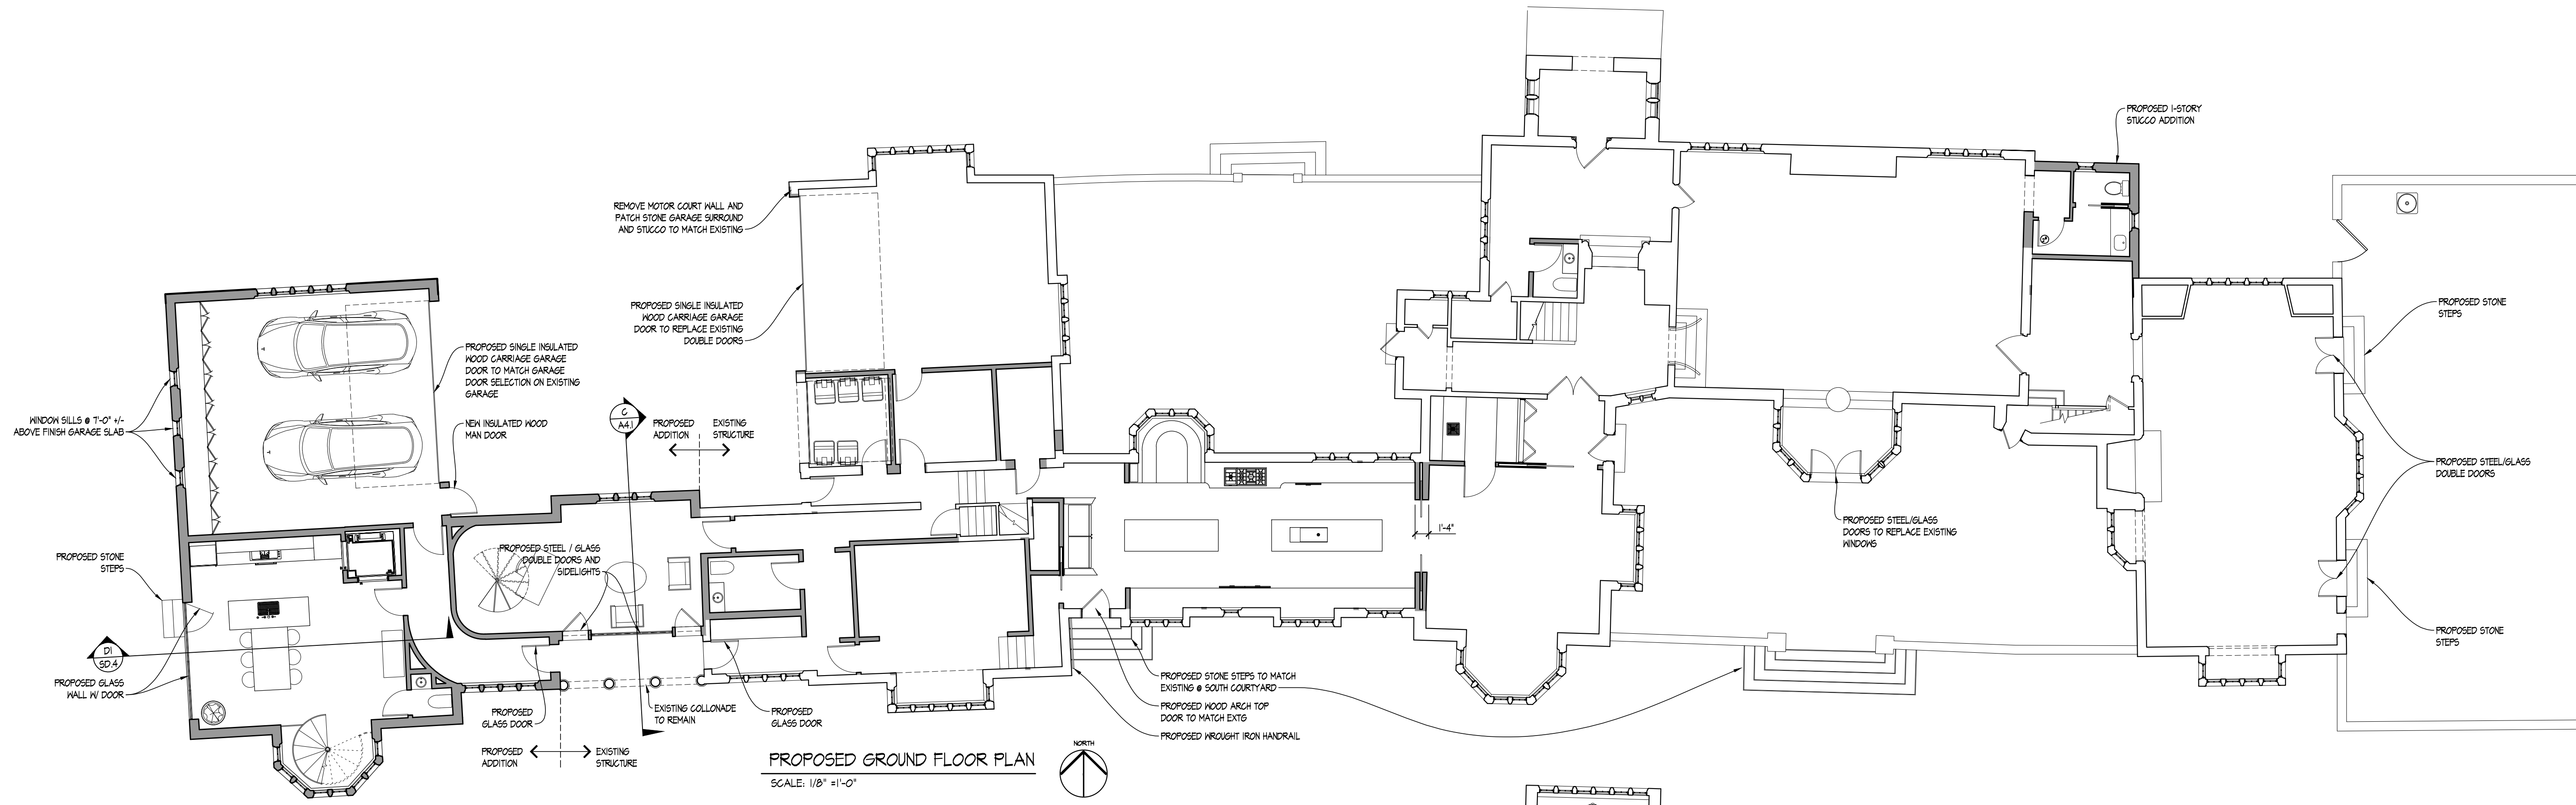 PROPOSED 1-STORY
STUCCO ADDITION
REMOVE MOTOR COURT WALL AND
PATCH STONE GARAGE SURROUND
AND STUCCO TO MATCH EXISTING
PROPOSED SINGLE INSULATED
WOOD CARRIAGE GARAGE
DOOR TO REPLACE EXISTING
DOUBLE DOORS
PROPOSED STONE
STEPS
PROPOSED SINGLE INSULATED
WOOD CARRIAGE GARAGE
DOOR TO MATCH GARAGE
DOOR SELECTION ON EXISTING
GARAGE
WINDOW SILLS @ 7'-0" +/-
ABOVE FINISH GARAGE SLAB
NEW INSULATED WOOD
MAN DOOR
C
A4.1
PROPOSED
ADDITION
EXISTING
STRUCTURE
PROPOSED STEEL/GLASS
DOUBLE DOORS
1'-4"
PROPOSED STEEL/GLASS
DOORS TO REPLACE EXISTING
WINDOWS
PROPOSED STONE
STEPS
PROPOSED STEEL / GLASS
DOUBLE DOORS AND
SIDELIGHTS
PROPOSED STONE
STEPS
D1
SD.4
PROPOSED GLASS
WALL W/ DOOR
PROPOSED
GLASS DOOR
EXISTING COLLONADE
TO REMAIN
PROPOSED
GLASS DOOR
PROPOSED STONE STEPS TO MATCH
EXISTING @ SOUTH COURTYARD
PROPOSED WOOD ARCH TOP
DOOR TO MATCH EXTG
PROPOSED WROUGHT IRON HANDRAIL
PROPOSED
ADDITION
EXISTING
STRUCTURE
PROPOSED GROUND FLOOR PLAN
SCALE: 1/8" =1'-0"
NORTH